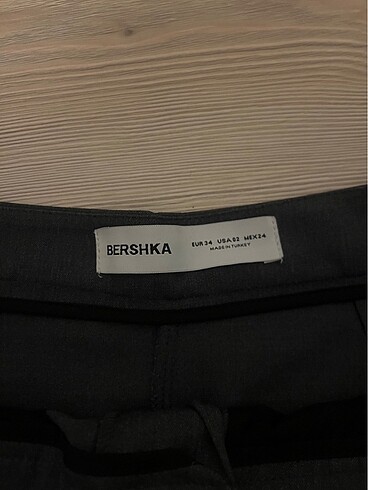 BERSHKA
EUR 34 USA 02 MEX 24
MADE IN TURKEY